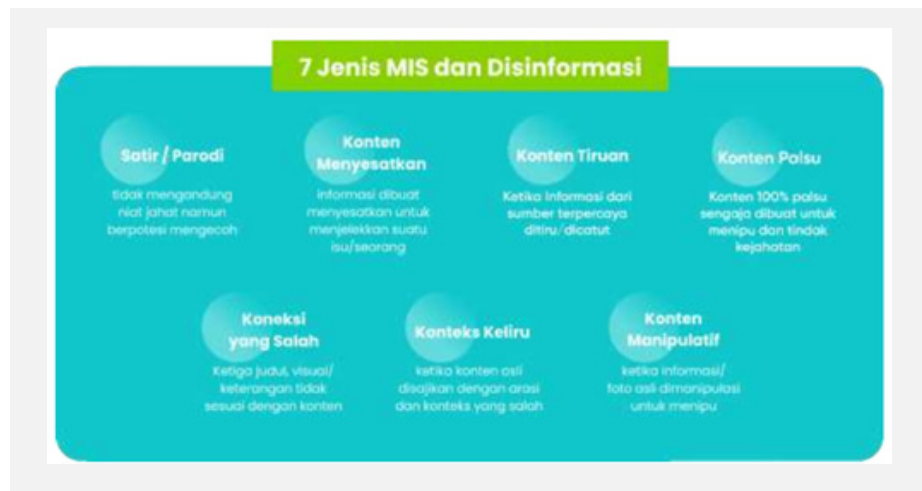 7 Jenis MIS dan Disinformasi
Satir / Parodi
tidak mengandung
niat jahat namun
berpotesi mengecoh
Konten
Menyesatkan
informasi dibuat
menyesatkan untuk
menjelekkan suatu
isu/seorang
Konten Tiruan
Ketika Informasi dari
sumber terpercaya
ditiru/dicatut
Konten Palsu
Konten 100% palsu
sengaja dibuat untuk
menipu dan tindak
kejahatan
Koneksi
yang Salah
Ketiga judul, visual/
keterangan tidak
sesuai dengan konten
Konteks Keliru
ketika konten asli
disajikan dengan arasi
dan konteks yang salah
Konten
Manipulatif
ketika informasi/
foto asli dimanipulasi
untuk menipu